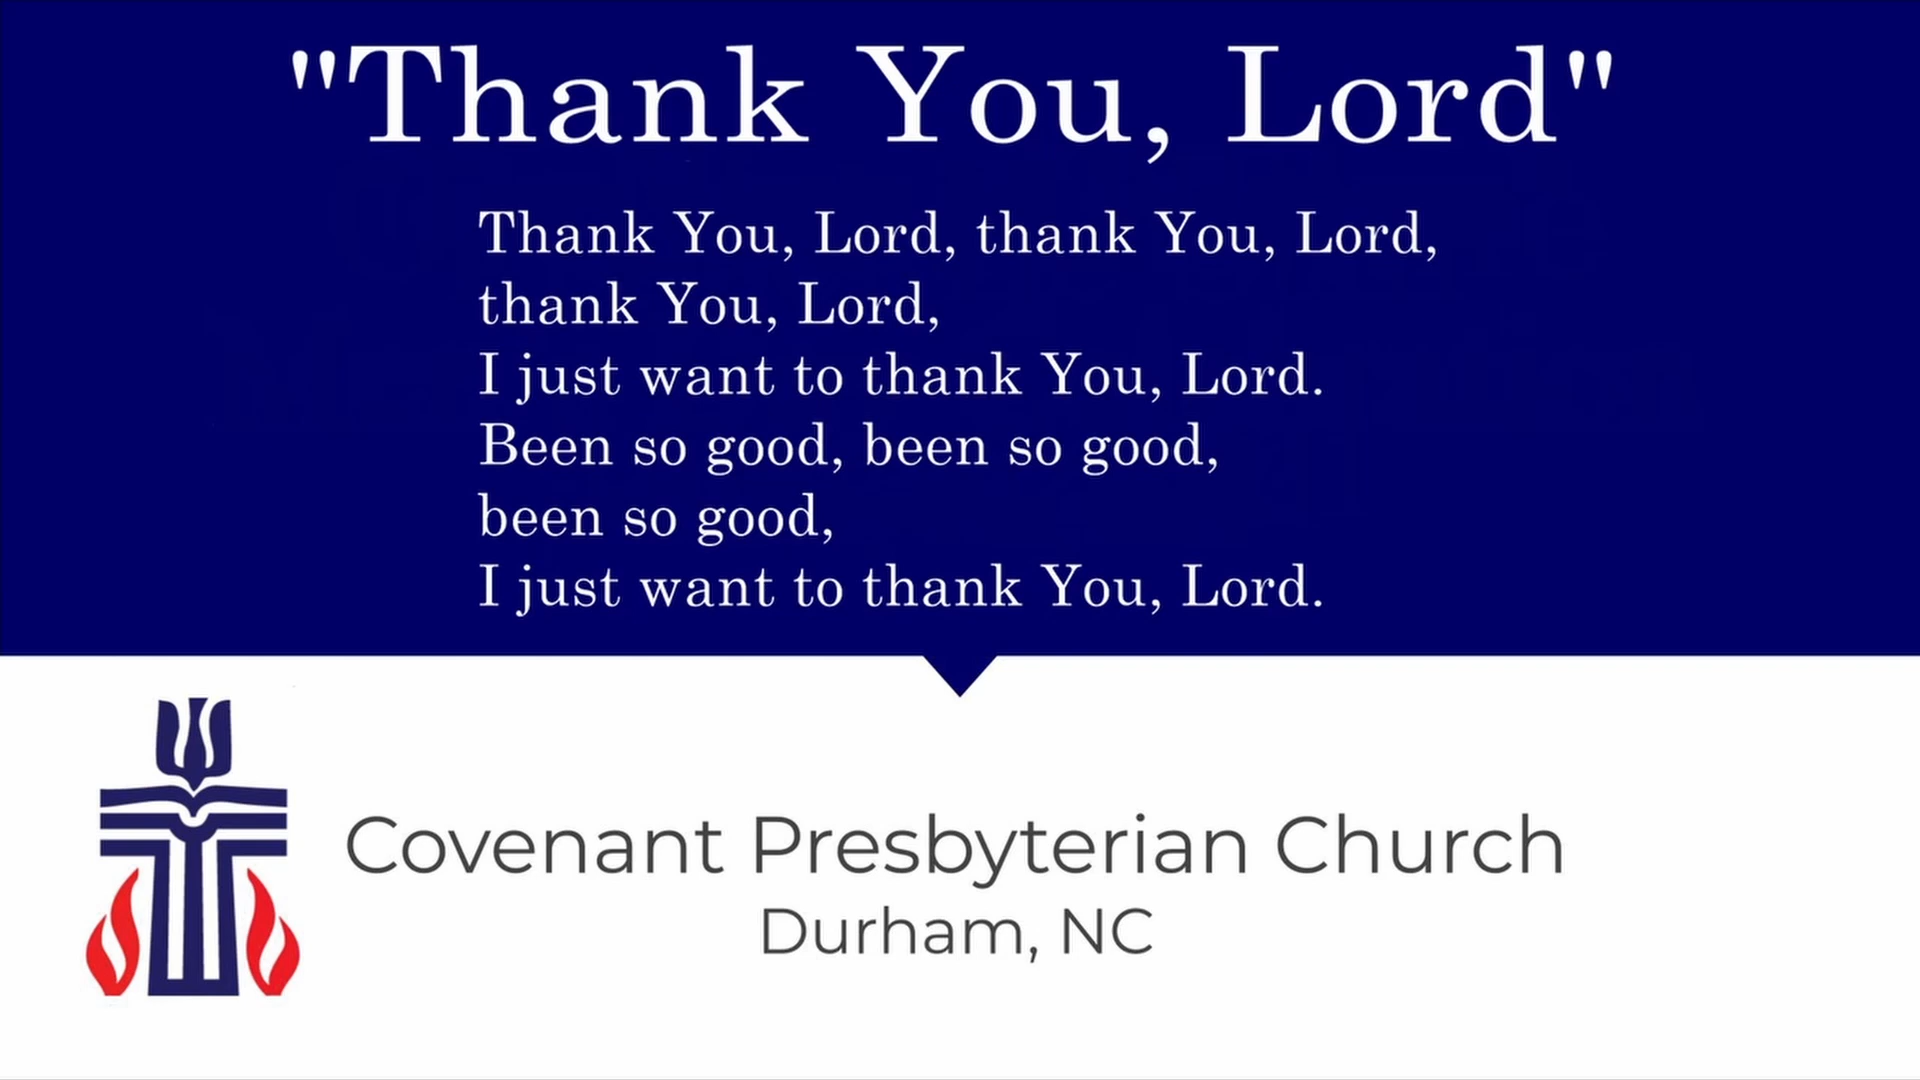 "Thank You, Lord"
Thank You, Lord, thank You, Lord,
thank You, Lord,
I just want to thank You, Lord.
Been so good, been so good,
been so good,
I just want to thank You, Lord.
Covenant Presbyterian Church
Durham, NC